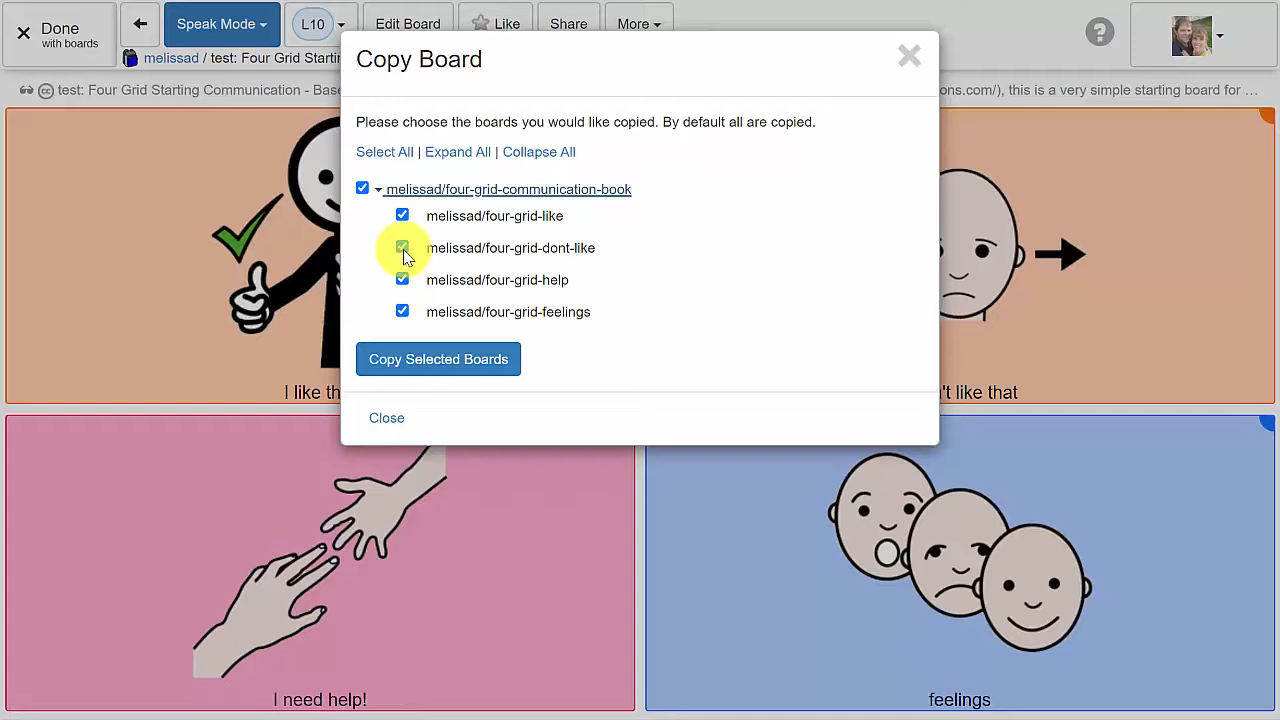 Done
with boards
Speak Mode
L10
Edit Board
Like
Share
More
melissad / test: Four Grid Startin
test: Four Grid Starting Communication - Base
ons.com/), this is a very simple starting board for ...
Copy Board
Please choose the boards you would like copied. By default all are copied.
Select All | Expand All | Collapse All
melissad/four-grid-communication-book
melissad/four-grid-like
melissad/four-grid-dont-like
melissad/four-grid-help
melissad/four-grid-feelings
Copy Selected Boards
Close
I like th
't like that
I need help!
feelings